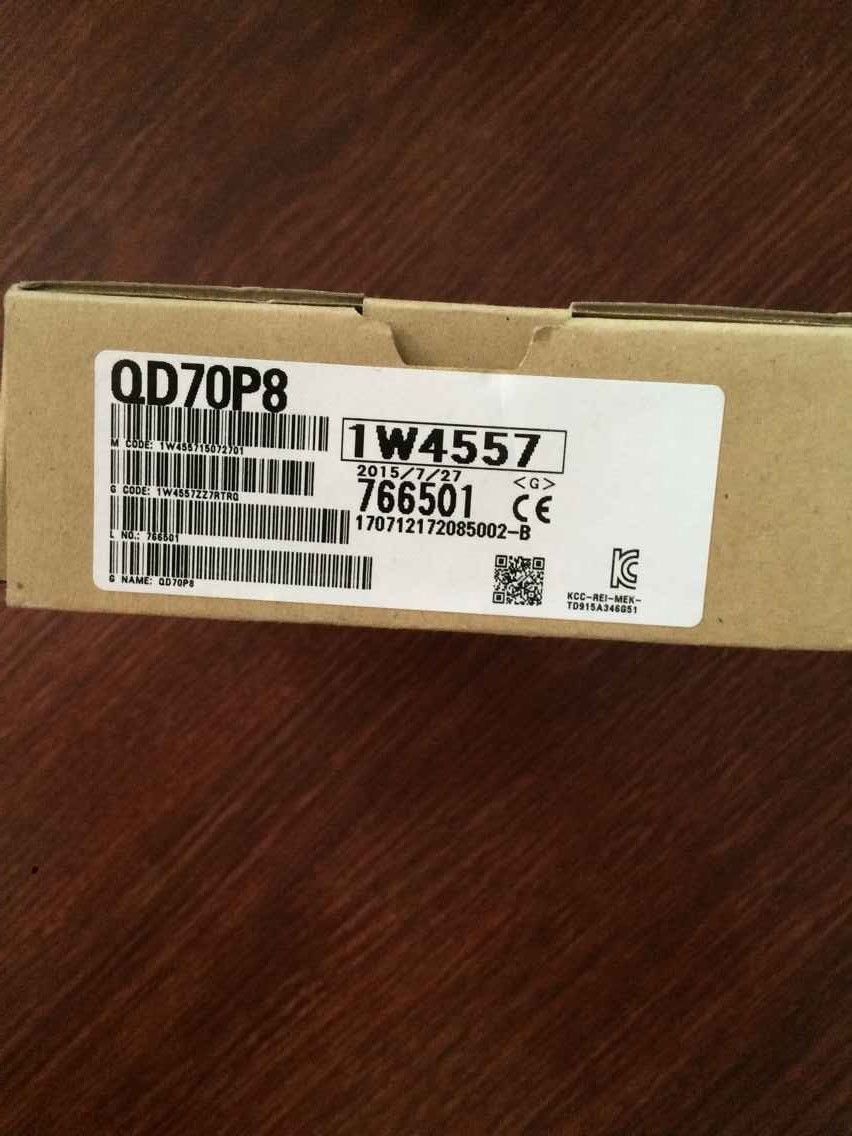 QD70P8
M CODE: 1W455715072701
G CODE: 1W4557ZZ7RTRQ
L NO.: 766501
G NAME: QD70P8
1W4557
2015/7/27
<G>
766501
CE
170712172085002-B
KCC-REI-MEK-
TD915A346G51